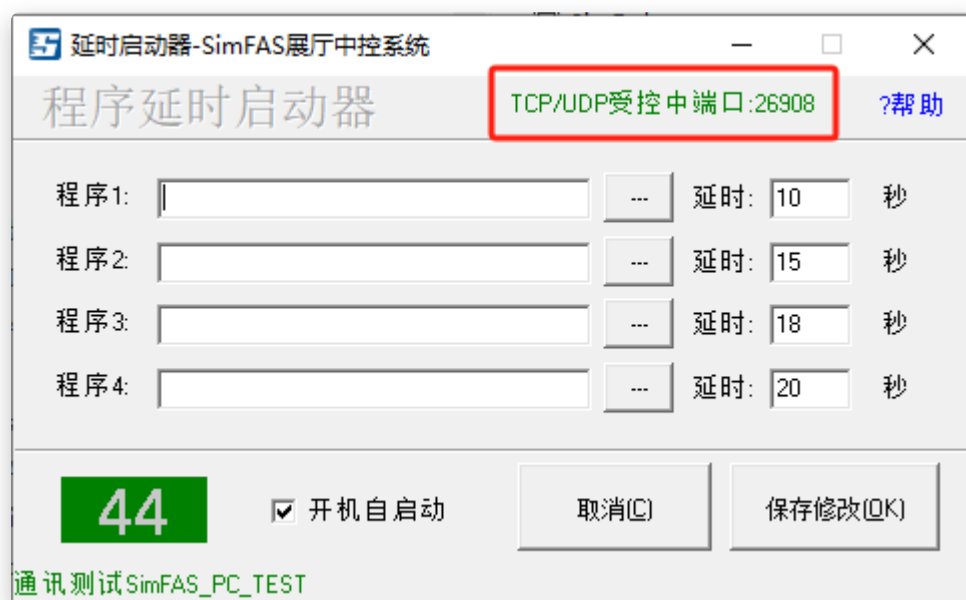 延时启动器-SimFAS展厅中控系统
程序延时启动器 TCP/UDP受控中端口:26908 ?帮助
程序1: ... 延时: 10 秒
程序2: ... 延时: 15 秒
程序3: ... 延时: 18 秒
程序4: ... 延时: 20 秒
44 开机自启动 取消(C) 保存修改(OK)
通讯测试SimFAS_PC_TEST